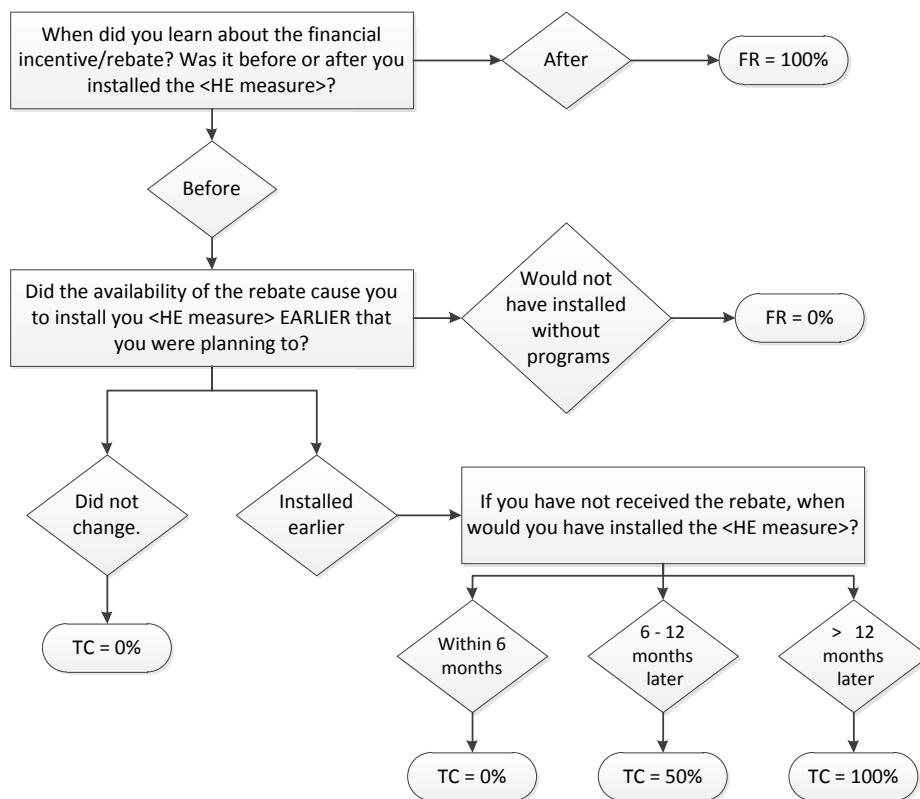 When did you learn about the financial
incentive/rebate? Was it before or after you
installed the <HE measure>?
After
FR = 100%
Before
Did the availability of the rebate cause you
to install you <HE measure> EARLIER that
you were planning to?
Would not
have installed
without
programs
FR = 0%
Did not
change.
Installed
earlier
If you have not received the rebate, when
would you have installed the <HE measure>?
TC = 0%
Within 6
months
6 - 12
months
later
> 12
months
later
TC = 0%
TC = 50%
TC = 100%